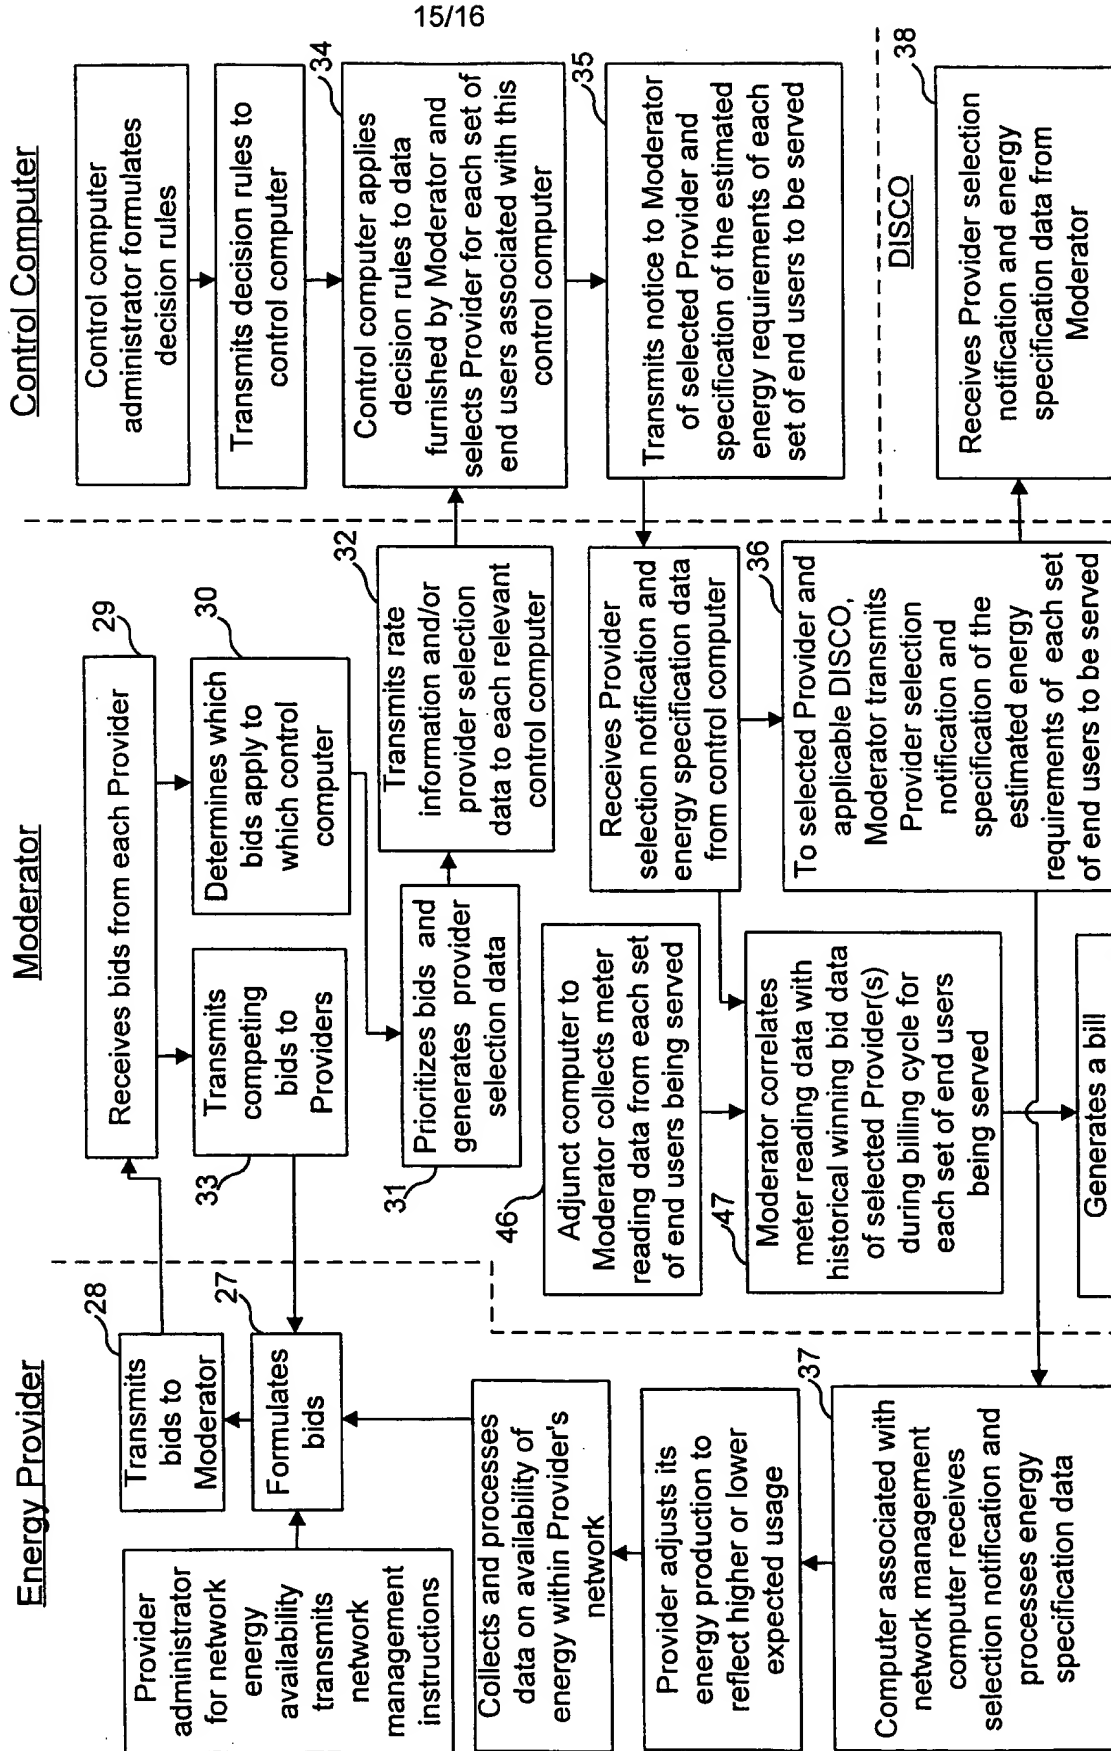 15/16
Energy Provider
Moderator
Control Computer
Provider
administrator
for network
energy
availability
transmits
network
management
instructions
28
Transmits
bids to
Moderator
27
Formulates
bids
Collects and processes
data on availability of
energy within Provider's
network
Provider adjusts its
energy production to
reflect higher or lower
expected usage
37
Computer associated with
network management
computer receives
selection notification and
processes energy
specification data
29
Receives bids from each Provider
33
Transmits
competing
bids to
Providers
30
Determines which
bids apply to
which control
computer
31
Prioritizes bids and
generates provider
selection data
32
Transmits rate
information and/or
provider selection
data to each relevant
control computer
46
Adjunct computer to
Moderator collects meter
reading data from each set
of end users being served
Receives Provider
selection notification and
energy specification data
from control computer
47
Moderator correlates
meter reading data with
historical winning bid data
of selected Provider(s)
during billing cycle for
each set of end users
being served
36
To selected Provider and
applicable DISCO,
Moderator transmits
Provider selection
notification and
specification of the
estimated energy
requirements of each set
of end users to be served
Generates a bill
Control computer
administrator formulates
decision rules
Transmits decision rules to
control computer
34
Control computer applies
decision rules to data
furnished by Moderator and
selects Provider for each set of
end users associated with this
control computer
35
Transmits notice to Moderator
of selected Provider and
specification of the estimated
energy requirements of each
set of end users to be served
DISCO
38
Receives Provider selection
notification and energy
specification data from
Moderator